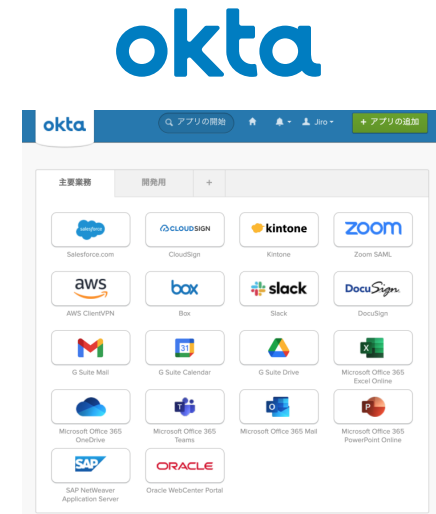 okta
okta
アプリの開始
Jiro
+ アプリの追加
主要業務
開発用
+
salesforce
CLOUDSIGN
kintone
zoom
Salesforce.com
CloudSign
Kintone
Zoom SAML
aws
box
slack
DocuSign
AWS ClientVPN
Box
Slack
DocuSign
31
G Suite Mail
G Suite Calendar
G Suite Drive
Microsoft Office 365
Excel Online
Microsoft Office 365
OneDrive
Microsoft Office 365
Teams
Microsoft Office 365 Mail
Microsoft Office 365
PowerPoint Online
SAP
ORACLE
SAP NetWeaver
Application Server
Oracle WebCenter Portal